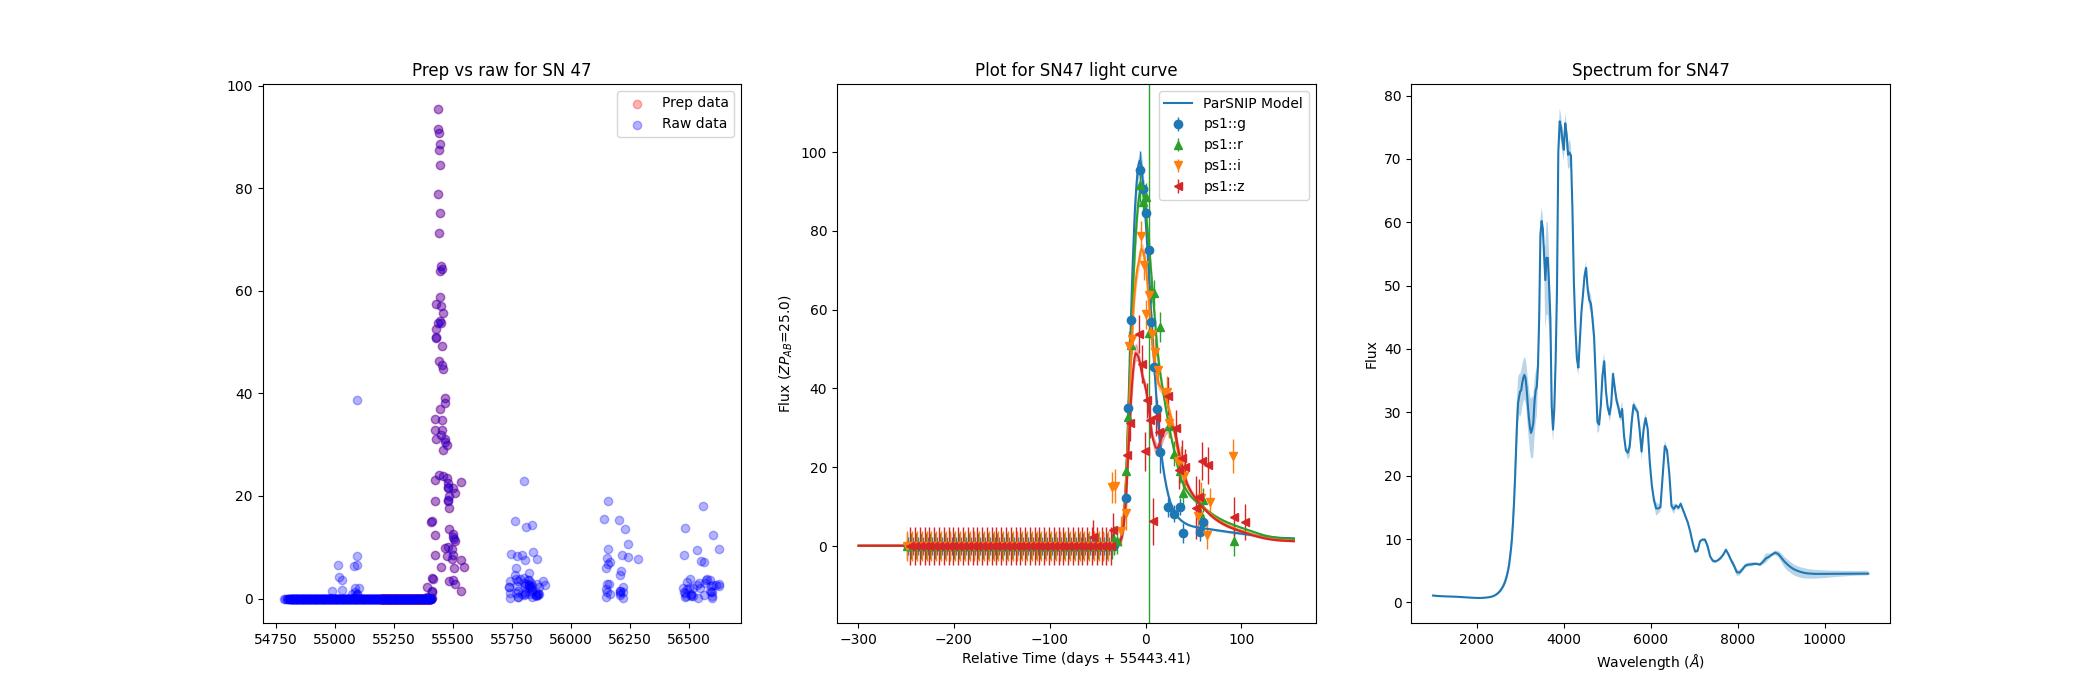 Prep vs raw for SN 47
100
80
60
40
20
0
54750 55000 55250 55500 55750 56000 56250 56500
Prep data
Raw data
Plot for SN47 light curve
Flux (ZP_AB=25.0)
100
80
60
40
20
0
−300 −200 −100 0 100
Relative Time (days + 55443.41)
ParSNIP Model
ps1::g
ps1::r
ps1::i
ps1::z
Spectrum for SN47
Flux
80
70
60
50
40
30
20
10
0
2000 4000 6000 8000 10000
Wavelength (Å)